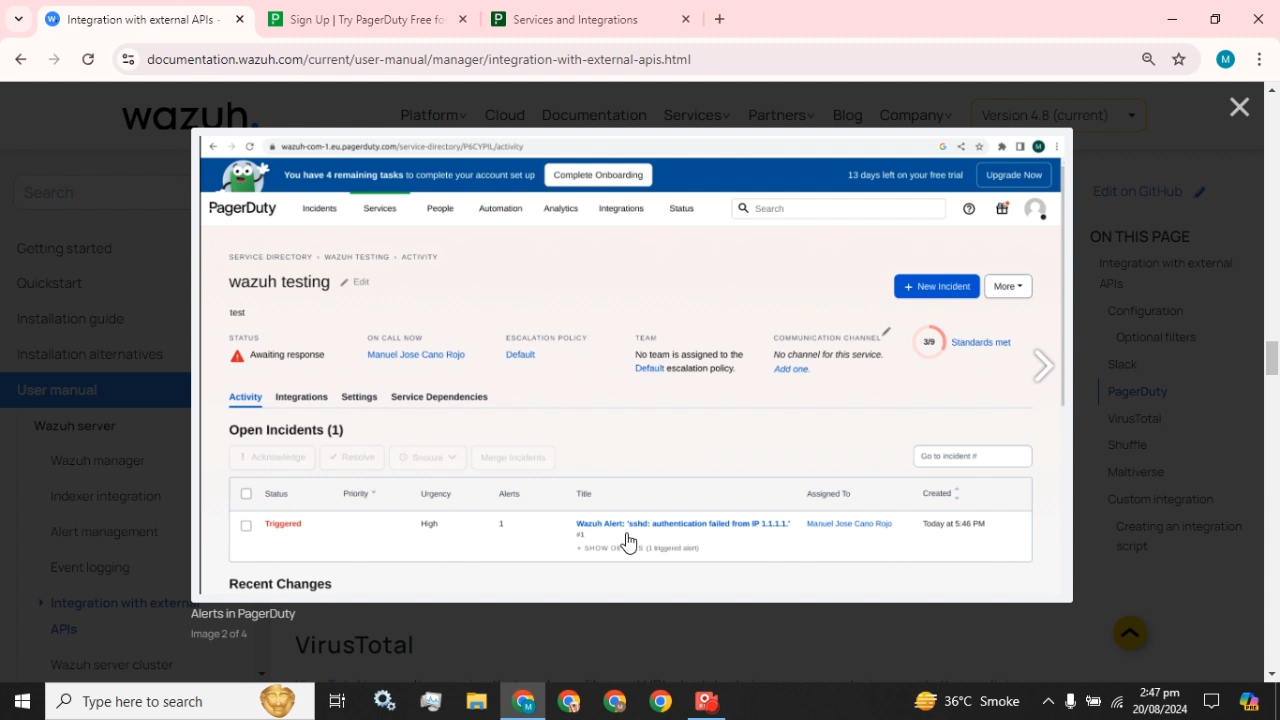 Integration with external APIs -
Sign Up | PagerDuty Free fo
Services and Integrations
documentation.wazuh.com/current/user-manual/manager/integration-with-external-apis.html
M
wazuh.
Platform
Cloud
Documentation
Services
Partners
Blog
Company
Version 4.8 (current)
Search
Edit on GitHub
Getting started
Quickstart
Installation guide
Installation alternatives
User manual
Wazuh server
Wazuh manager
Indexer integration
Alert management
Event logging
Integration with external
APIs
Wazuh server cluster
wazuh-com-1.eu.pagerduty.com/service-directory/P6CYPIL/activity
M
You have 4 remaining tasks to complete your account set up
Complete Onboarding
13 days left on your free trial
Upgrade Now
PagerDuty
Incidents
Services
People
Automation
Analytics
Integrations
Status
Search
SERVICE DIRECTORY › WAZUH TESTING › ACTIVITY
wazuh testing
Edit
+ New Incident
More
test
STATUS
Awaiting response
ON CALL NOW
Manuel Jose Cano Rojo
ESCALATION POLICY
Default
TEAM
No team is assigned to the
Default escalation policy.
COMMUNICATION CHANNEL
No channel for this service.
Add one.
3/9
Standards met
Activity
Integrations
Settings
Service Dependencies
Open Incidents (1)
Acknowledge
Resolve
Snooze
Merge Incidents
Go to incident #
Status
Priority
Urgency
Alerts
Title
Assigned To
Created
Triggered
High
1
Wazuh Alert: 'sshd: authentication failed from IP 1.1.1.1.'
#1
+ SHOW (1 triggered alert)
Manuel Jose Cano Rojo
Today at 5:46 PM
Recent Changes
Alerts in PagerDuty
Image 2 of 4
VirusTotal
ON THIS PAGE
Integration with external
APIs
Configuration
Optional filters
Slack
PagerDuty
VirusTotal
Shuffle
Maltiverse
Custom integration
Creating an integration
script
Type here to search
36°C Smoke
2:47 pm
20/08/2024